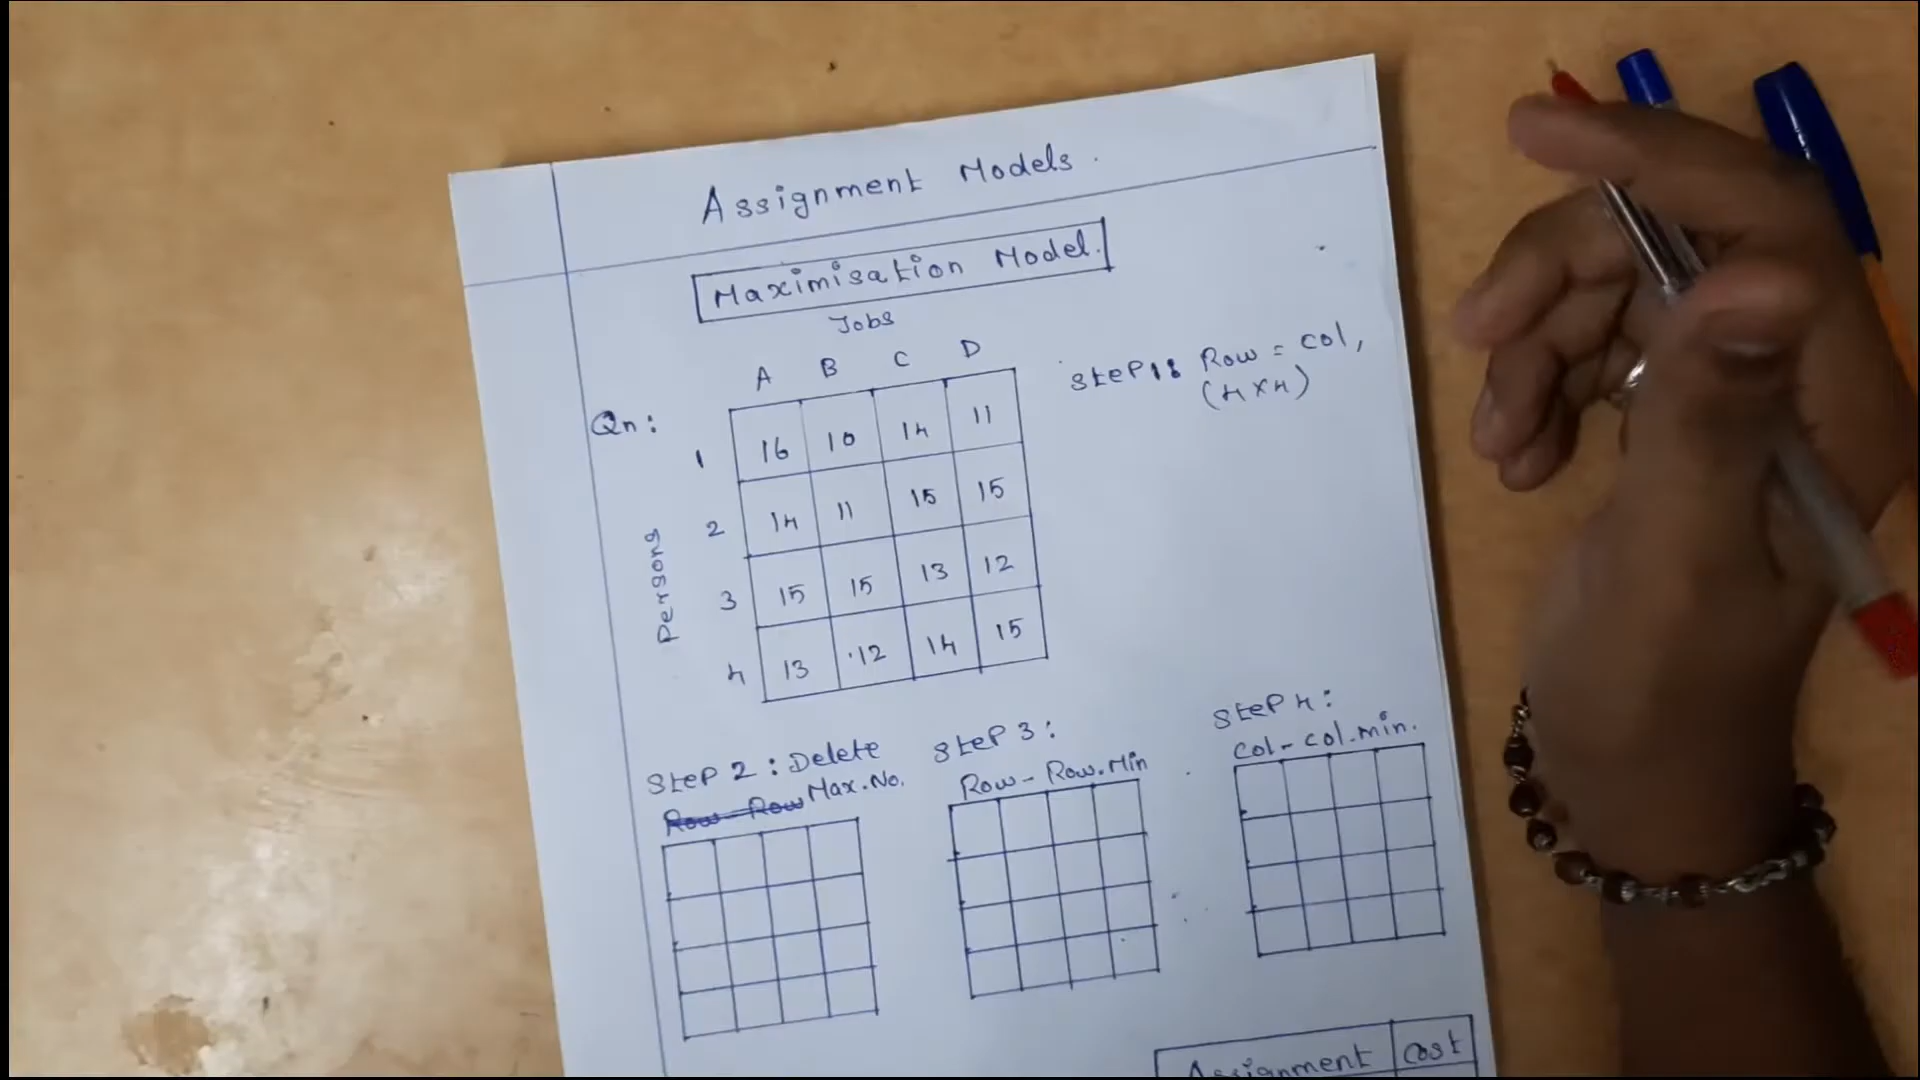 Assignment Models.
Maximisation Model.
Jobs
A B C D
Qn:
Persons
1 16 10 14 11
2 14 11 15 15
3 15 15 13 12
4 13 12 14 15
Step 1: Row = col,
(4x4)
Step 2: Delete
Row - Row Max.No.
Step 3:
Row - Row.Min
Step 4:
Col - Col.min.
Assignment Cost